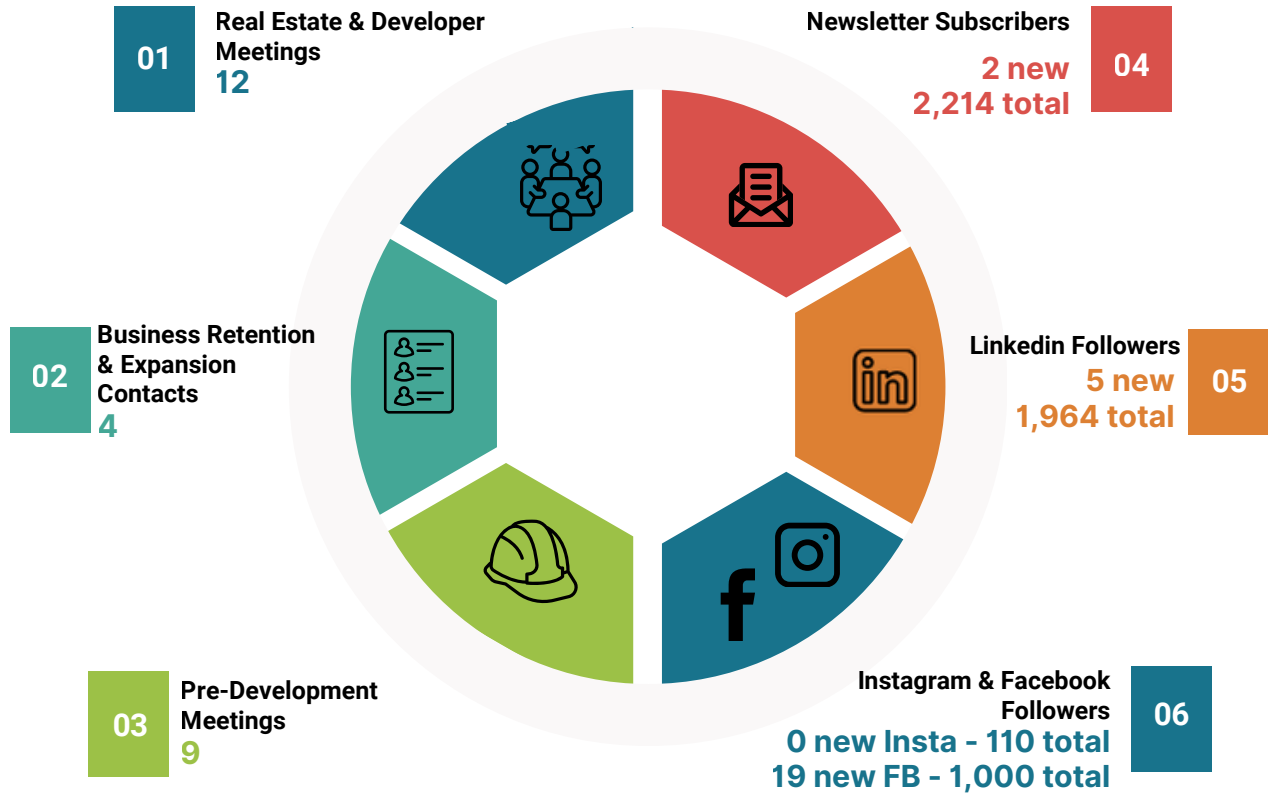 01
Real Estate & Developer
Meetings
12
02
Business Retention
& Expansion
Contacts
4
03
Pre-Development
Meetings
9
Newsletter Subscribers
2 new
2,214 total
04
Linkedin Followers
5 new
1,964 total
05
Instagram & Facebook
Followers
0 new Insta - 110 total
19 new FB - 1,000 total
06
in
f